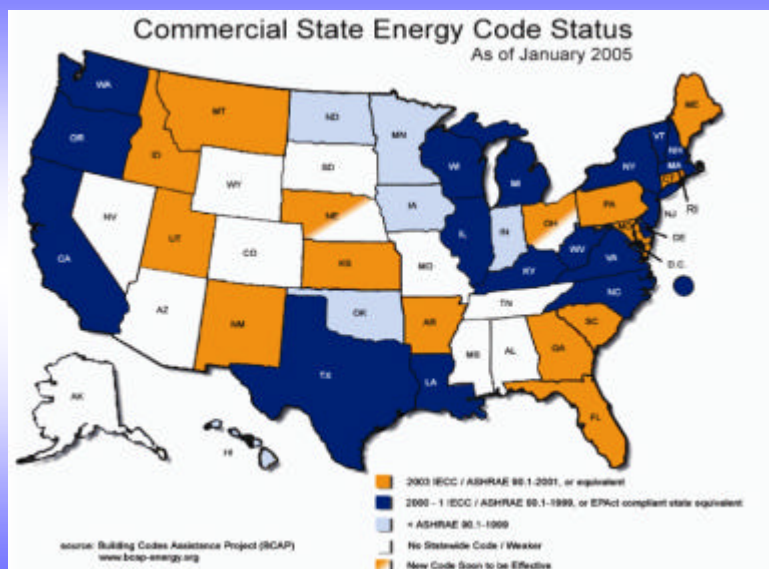 Commercial State Energy Code Status
As of January 2005
WA
OR
CA
NV
ID
MT
WY
UT
AZ
CO
NM
ND
SD
NE
KS
OK
TX
MN
IA
MO
AR
LA
WI
IL
MI
IN
OH
KY
TN
MS
AL
GA
FL
SC
NC
VA
WV
PA
NY
VT
NH
MA
ME
CT
RI
NJ
DE
D.C.
AK
HI
2003 IECC / ASHRAE 90.1-2001, or equivalent
2000 - 1 IECC / ASHRAE 90.1-1999, or EPAct compliant state equivalent
< ASHRAE 90.1-1999
No Statewide Code / Weaker
New Code Soon to be Effective
source: Building Codes Assistance Project (BCAP)
www.bcap-energy.org